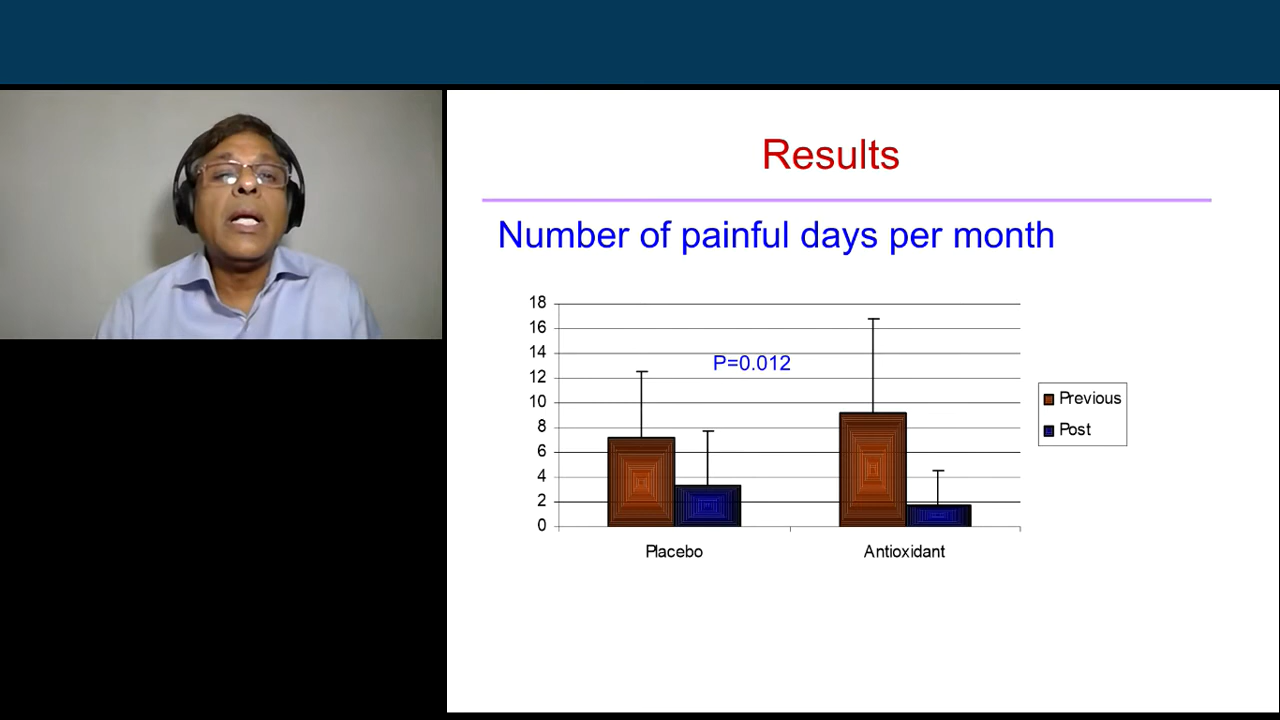 Results
Number of painful days per month
18
16
14
12
10
8
6
4
2
0
P=0.012
Placebo
Antioxidant
Previous
Post